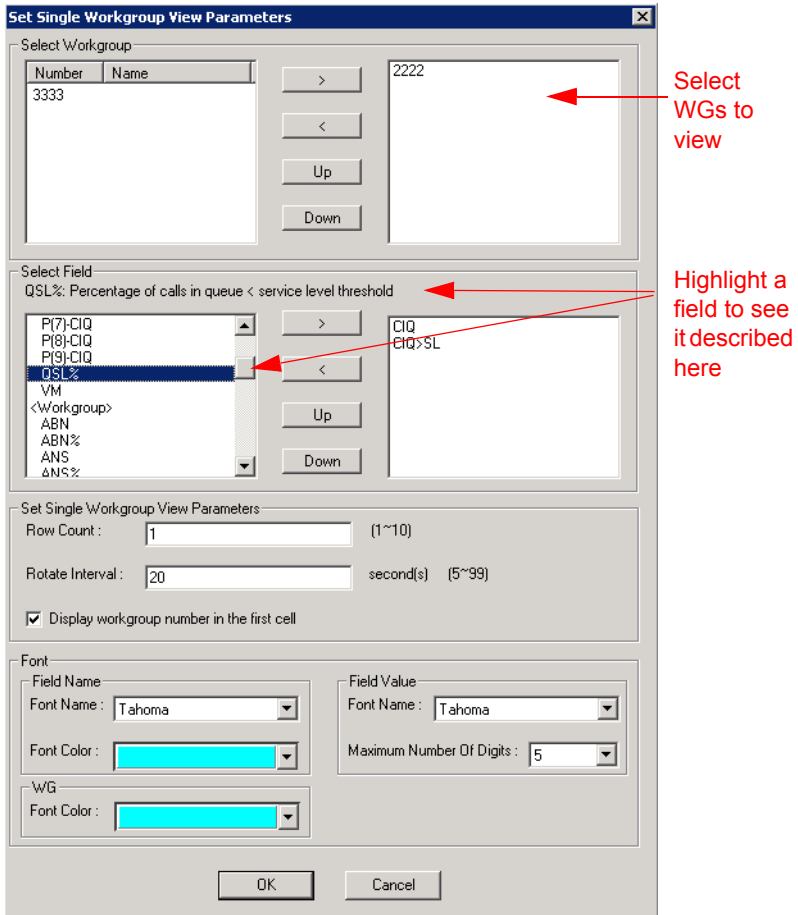 Set Single Workgroup View Parameters
Select Workgroup
Number Name
3333
>
<
Up
Down
2222
Select
WGs to
view
Select Field
QSL%: Percentage of calls in queue < service level threshold
P(7)-CIQ
P(8)-CIQ
P(9)-CIQ
QSL%
VM
<Workgroup>
ABN
ABN%
ANS
ANS%
>
<
Up
Down
CIQ
CIQ>SL
Highlight a
field to see
it described
here
Set Single Workgroup View Parameters
Row Count : 1 (1~10)
Rotate Interval : 20 second(s) (5~99)
Display workgroup number in the first cell
Font
Field Name
Font Name : Tahoma
Font Color :
WG
Font Color :
Field Value
Font Name : Tahoma
Maximum Number Of Digits : 5
OK
Cancel